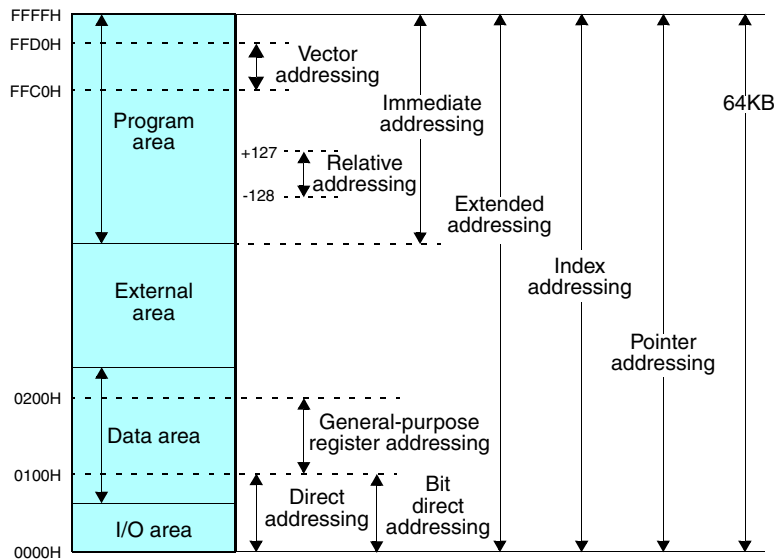 FFFFH
FFD0H
FFC0H
Vector
addressing
Program
area
Immediate
addressing
64KB
+127
Relative
addressing
-128
Extended
addressing
External
area
Index
addressing
Pointer
addressing
0200H
Data area
General-purpose
register addressing
0100H
Direct
addressing
Bit
direct
addressing
I/O area
0000H